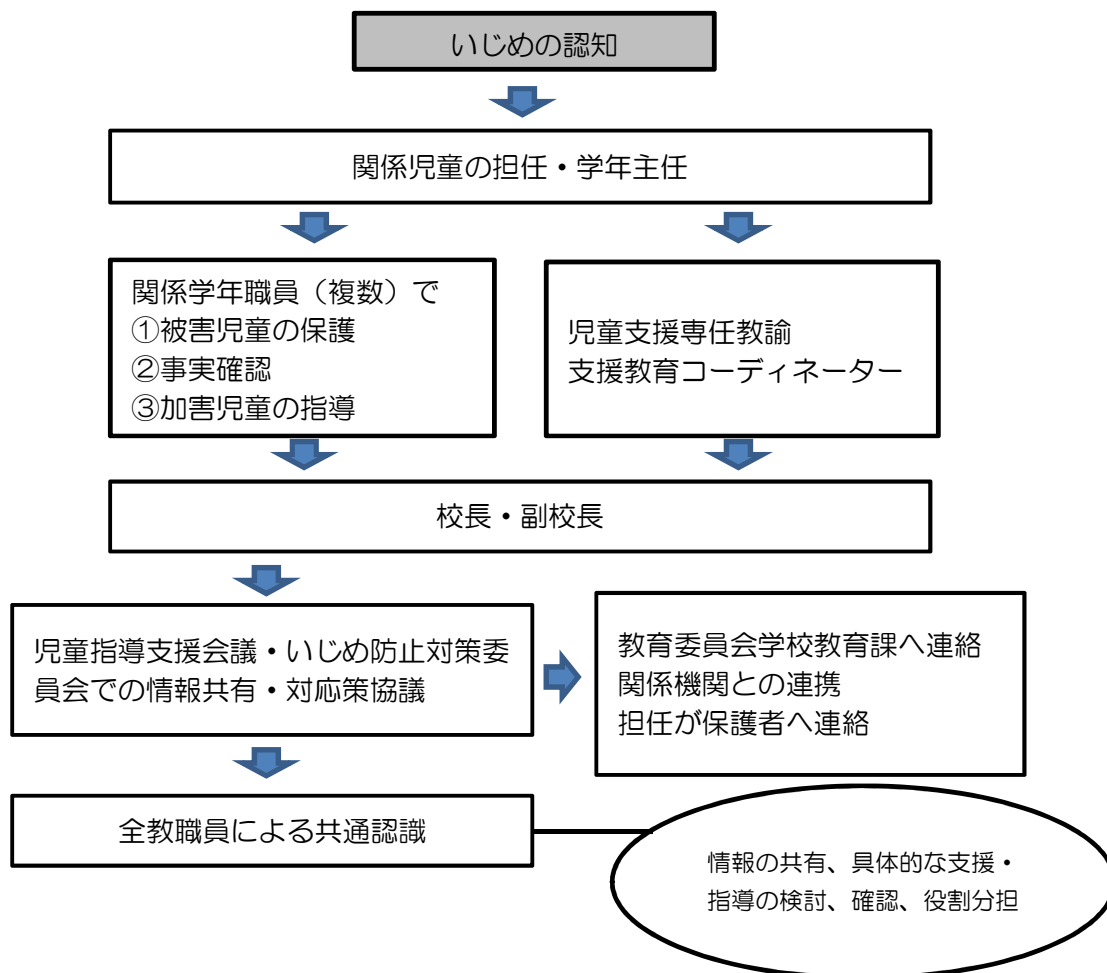 いじめの認知
関係児童の担任・学年主任
関係学年職員（複数）で
①被害児童の保護
②事実確認
③加害児童の指導
児童支援専任教諭
支援教育コーディネーター
校長・副校長
児童指導支援会議・いじめ防止対策委
員会での情報共有・対応策協議
教育委員会学校教育課へ連絡
関係機関との連携
担任が保護者へ連絡
全教職員による共通認識
情報の共有、具体的な支援・
指導の検討、確認、役割分担